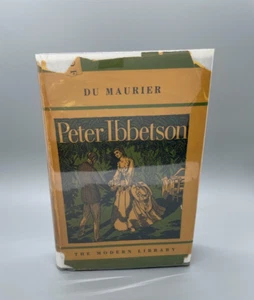 DU MAURIER
Peter Ibbetson
THE MODERN LIBRARY